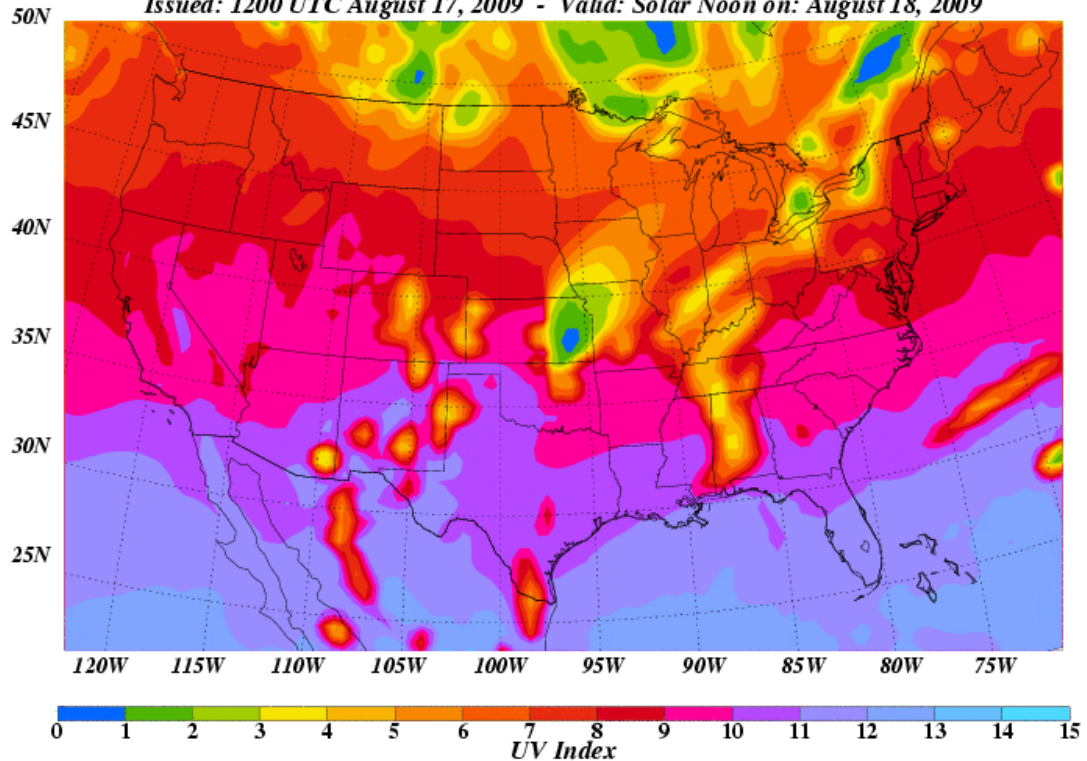 Issued: 1200 UTC August 17, 2009 - Valid: Solar Noon on: August 18, 2009
50N
45N
40N
35N
30N
25N
120W 115W 110W 105W 100W 95W 90W 85W 80W 75W
0 1 2 3 4 5 6 7 8 9 10 11 12 13 14 15
UV Index